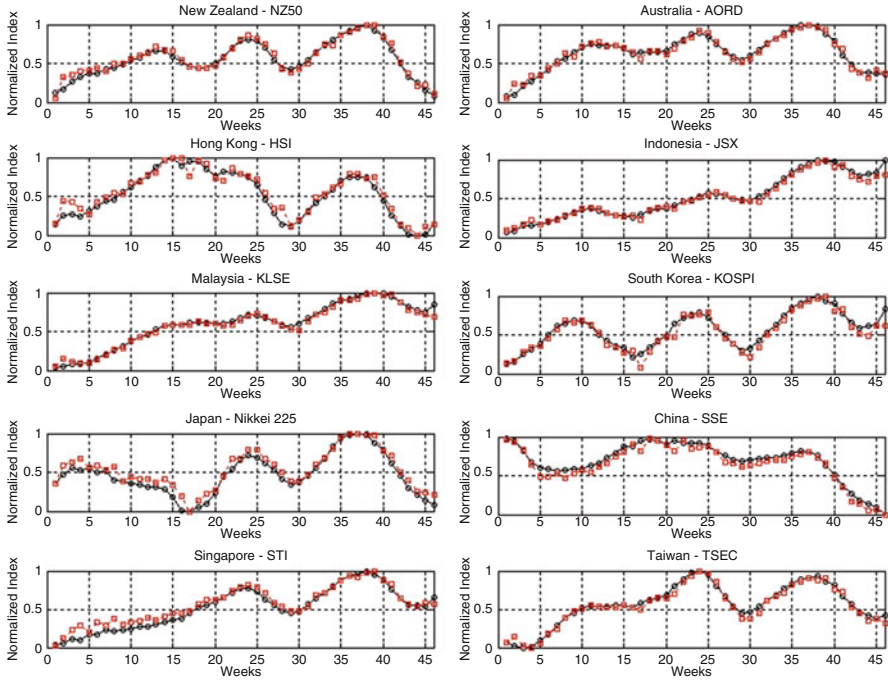 New Zealand - NZ50
Normalized Index
1
0.5
0
0 5 10 15 20 25 30 35 40 45
Weeks
Australia - AORD
Normalized Index
1
0.5
0
0 5 10 15 20 25 30 35 40 45
Weeks
Hong Kong - HSI
Normalized Index
1
0.5
0
0 5 10 15 20 25 30 35 40 45
Weeks
Indonesia - JSX
Normalized Index
1
0.5
0
0 5 10 15 20 25 30 35 40 45
Weeks
Malaysia - KLSE
Normalized Index
1
0.5
0
0 5 10 15 20 25 30 35 40 45
Weeks
South Korea - KOSPI
Normalized Index
1
0.5
0
0 5 10 15 20 25 30 35 40 45
Weeks
Japan - Nikkei 225
Normalized Index
1
0.5
0
0 5 10 15 20 25 30 35 40 45
Weeks
China - SSE
Normalized Index
1
0.5
0
0 5 10 15 20 25 30 35 40 45
Weeks
Singapore - STI
Normalized Index
1
0.5
0
0 5 10 15 20 25 30 35 40 45
Weeks
Taiwan - TSEC
Normalized Index
1
0.5
0
0 5 10 15 20 25 30 35 40 45
Weeks